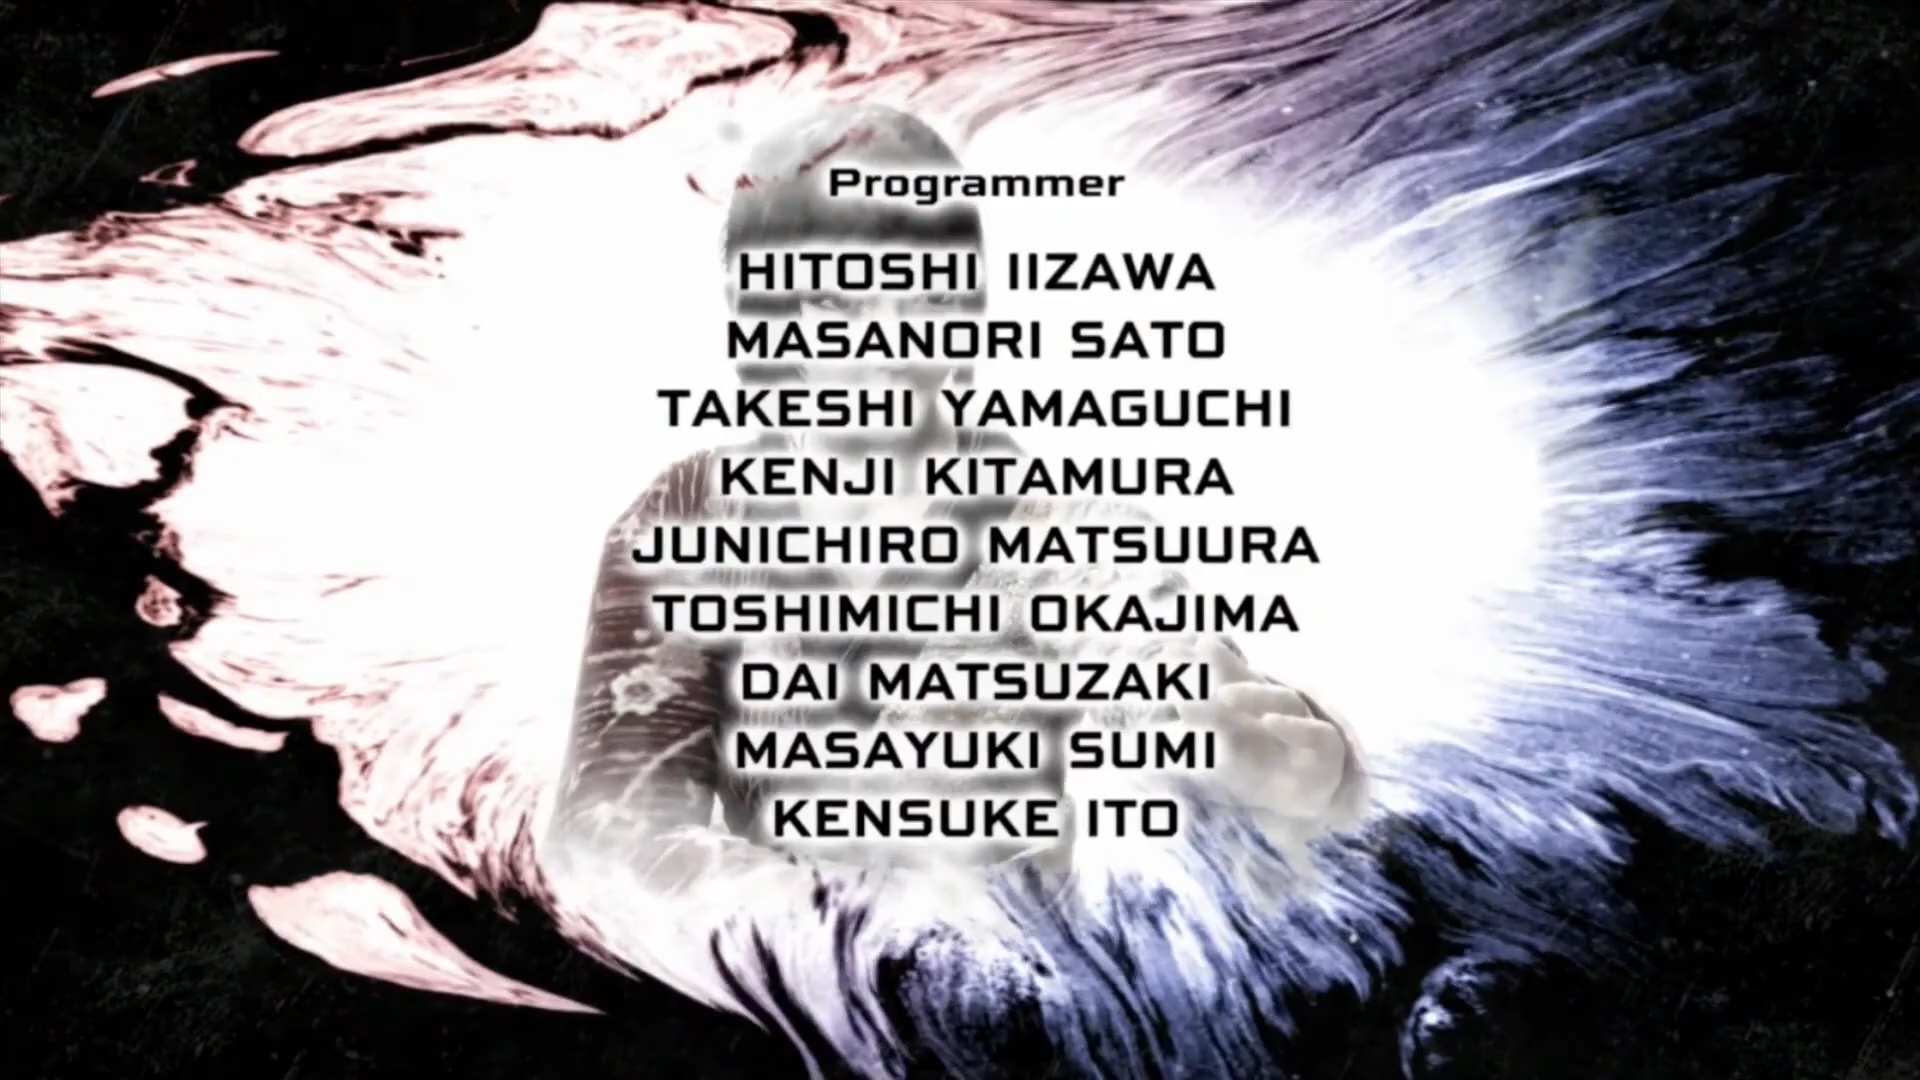 Programmer
HITOSHI IIZAWA
MASANORI SATO
TAKESHI YAMAGUCHI
KENJI KITAMURA
JUNICHIRO MATSUURA
TOSHIMICHI OKAJIMA
DAI MATSUZAKI
MASAYUKI SUMI
KENSUKE ITO